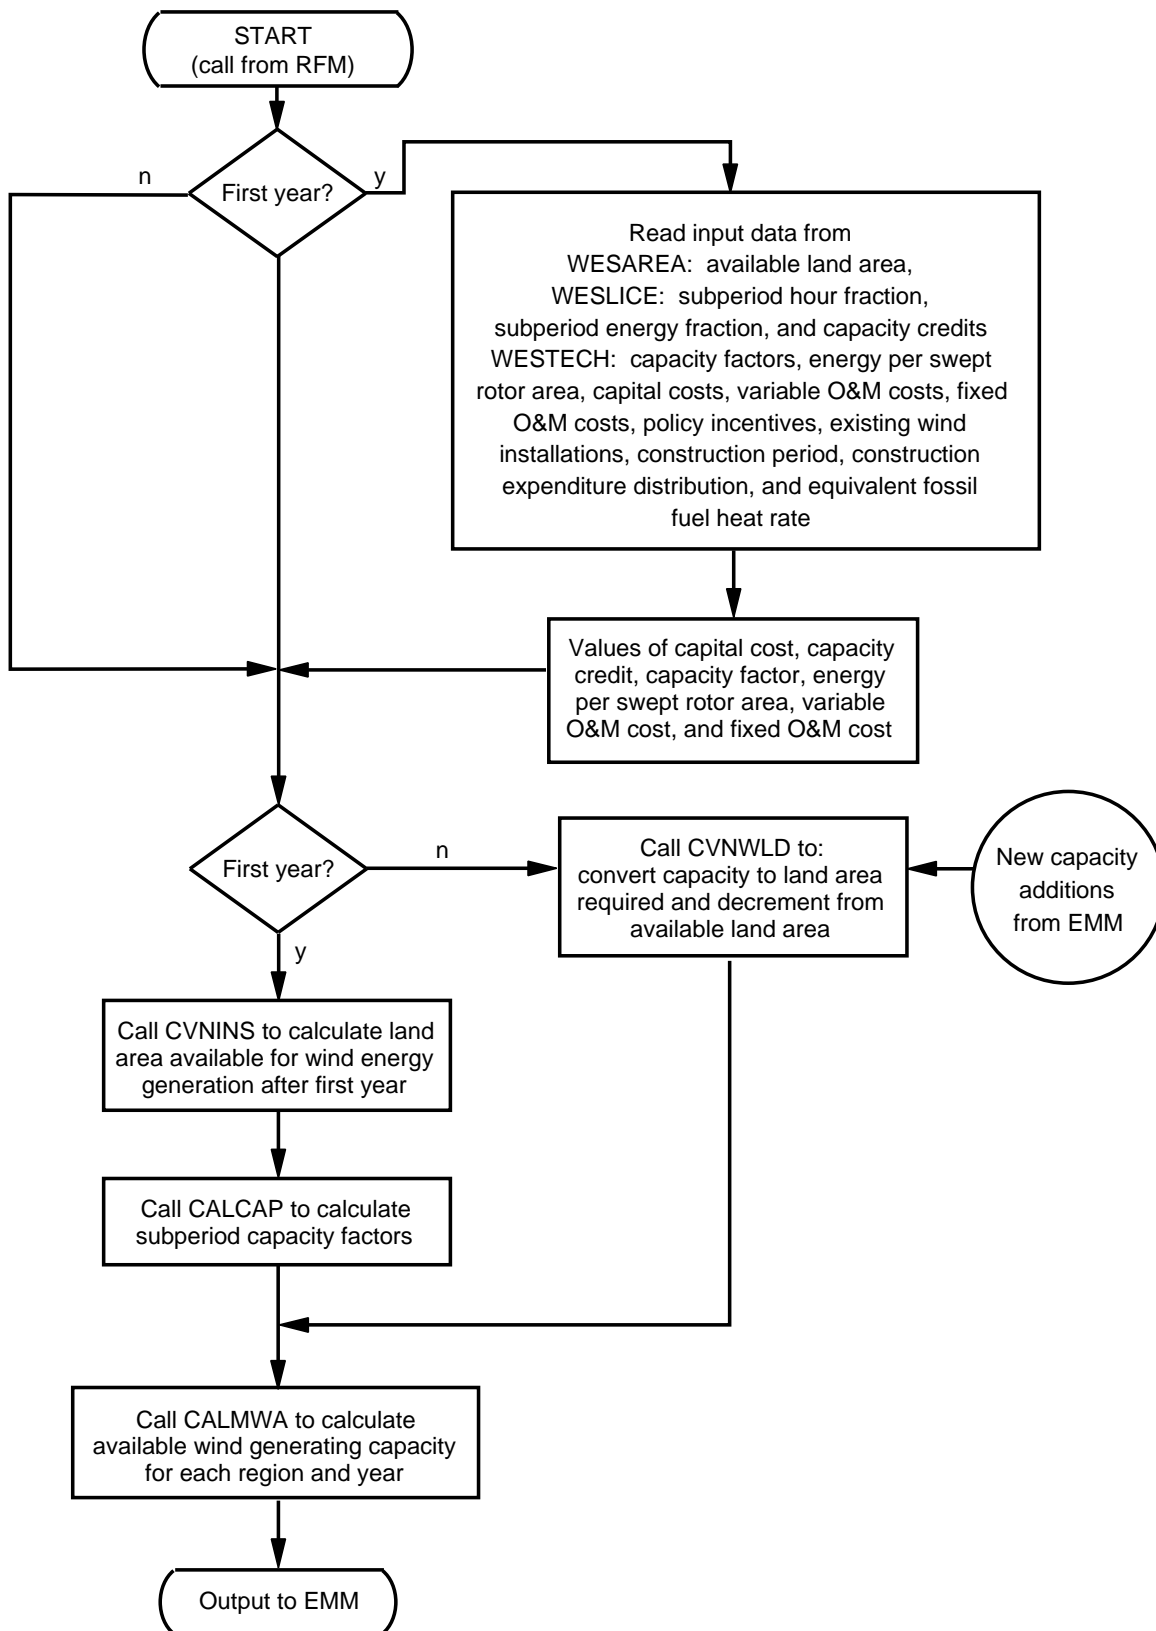 START
(call from RFM)
n
First year?
y
Read input data from
WESAREA: available land area,
WESLICE: subperiod hour fraction,
subperiod energy fraction, and capacity credits
WESTECH: capacity factors, energy per swept
rotor area, capital costs, variable O&M costs, fixed
O&M costs, policy incentives, existing wind
installations, construction period, construction
expenditure distribution, and equivalent fossil
fuel heat rate
Values of capital cost, capacity
credit, capacity factor, energy
per swept rotor area, variable
O&M cost, and fixed O&M cost
First year?
n
y
Call CVNWLD to:
convert capacity to land area
required and decrement from
available land area
New capacity
additions
from EMM
Call CVNINS to calculate land
area available for wind energy
generation after first year
Call CALCAP to calculate
subperiod capacity factors
Call CALMWA to calculate
available wind generating capacity
for each region and year
Output to EMM